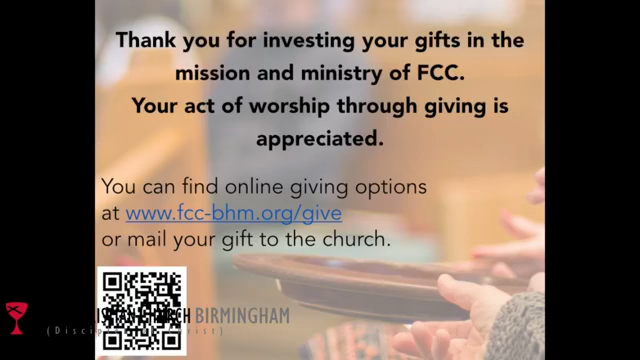 Thank you for investing your gifts in the
mission and ministry of FCC.
Your act of worship through giving is
appreciated.
You can find online giving options
at www.fcc-bhm.org/give
or mail your gift to the church.
BIRMINGHAM